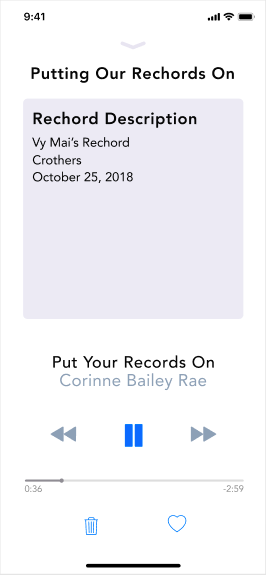 9:41
Putting Our Rechords On
Rechord Description
Vy Mai's Rechord
Crothers
October 25, 2018
Put Your Records On
Corinne Bailey Rae
0:36
-2:59